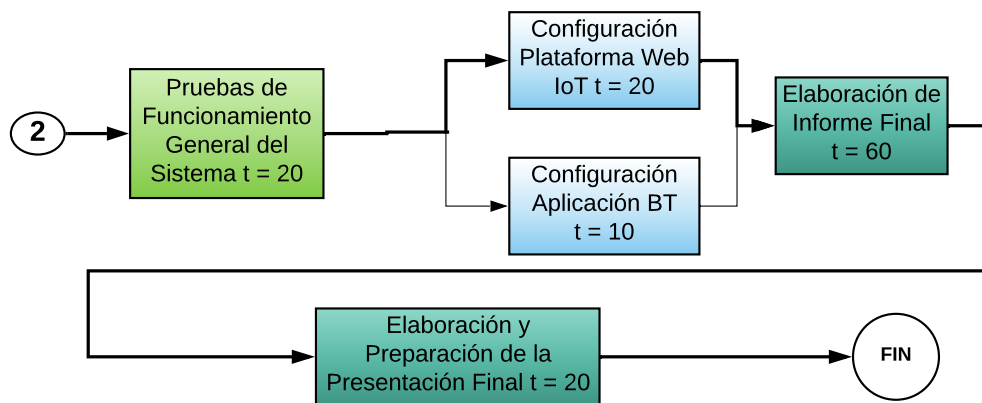 2
Pruebas de
Funcionamiento
General del
Sistema t = 20
Configuración
Plataforma Web
IoT t = 20
Configuración
Aplicación BT
t = 10
Elaboración de
Informe Final
t = 60
Elaboración y
Preparación de la
Presentación Final t = 20
FIN